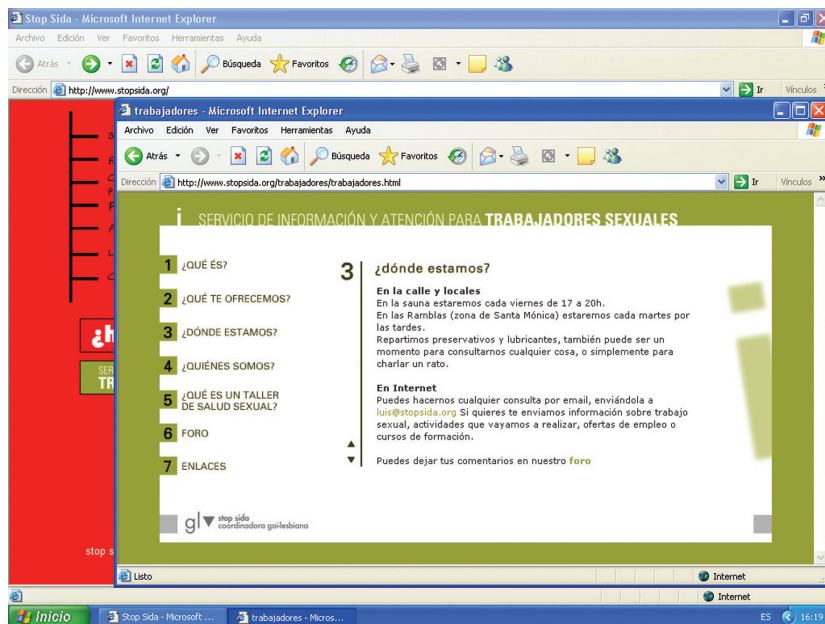 Stop Sida - Microsoft Internet Explorer
Archivo Edición Ver Favoritos Herramientas Ayuda
Atrás Búsqueda Favoritos
Dirección http://www.stopsida.org/ Ir Vínculos
trabajadores - Microsoft Internet Explorer
Archivo Edición Ver Favoritos Herramientas Ayuda
Atrás Búsqueda Favoritos
Dirección http://www.stopsida.org/trabajadores/trabajadores.html Ir Vínculos »
i SERVICIO DE INFORMACIÓN Y ATENCIÓN PARA TRABAJADORES SEXUALES
1 ¿QUÉ ÉS?
2 ¿QUÉ TE OFRECEMOS?
3 ¿DÓNDE ESTAMOS?
4 ¿QUIÉNES SOMOS?
5 ¿QUÉ ES UN TALLER
DE SALUD SEXUAL?
6 FORO
7 ENLACES
3 ¿dónde estamos?
En la calle y locales
En la sauna estaremos cada viernes de 17 a 20h.
En las Ramblas (zona de Santa Mónica) estaremos cada martes por
las tardes.
Repartimos preservativos y lubricantes, también puede ser un
momento para consultarnos cualquier cosa, o simplemente para
charlar un rato.
En Internet
Puedes hacernos cualquier consulta por email, enviándola a
luis@stopsida.org Si quieres te enviamos información sobre trabajo
sexual, actividades que vayamos a realizar, ofertas de empleo o
cursos de formación.
Puedes dejar tus comentarios en nuestro foro
¿h
SER
TR
gl stop sida
coordinadora gai·lesbiana
stop s
Listo Internet
Internet
Inicio Stop Sida - Microsoft ... trabajadores - Micros... ES 16:19